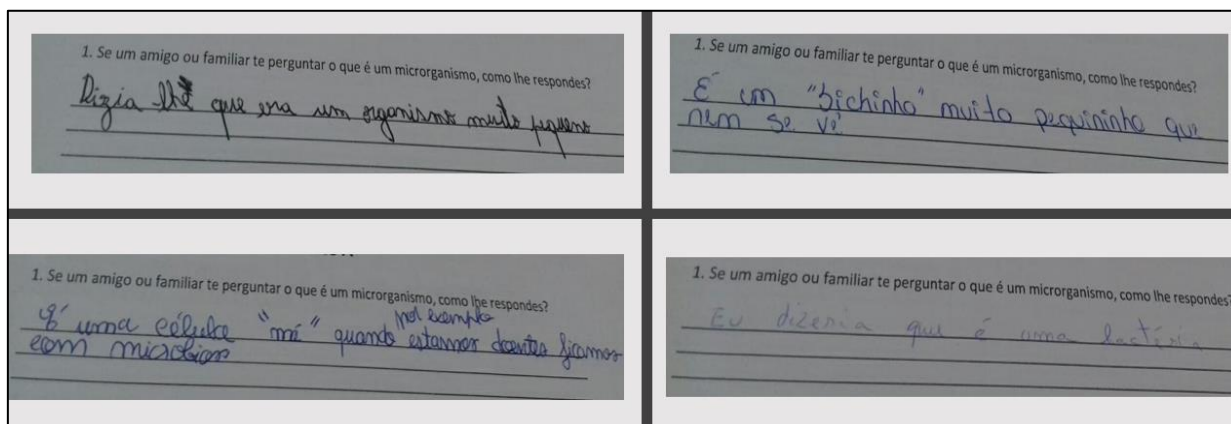 1. Se um amigo ou familiar te perguntar o que é um microrganismo, como lhe respondes?
Dizia lhe que era um organismo muito pequeno
1. Se um amigo ou familiar te perguntar o que é um microrganismo, como lhe respondes?
É um "bichinho" muito pequininho que
nem se vê
1. Se um amigo ou familiar te perguntar o que é um microrganismo, como lhe respondes?
É uma célula "má" quando por exemplo estamos doentes ficamos
com micróbios
1. Se um amigo ou familiar te perguntar o que é um microrganismo, como lhe respondes?
Eu dizeria que é uma bactéria